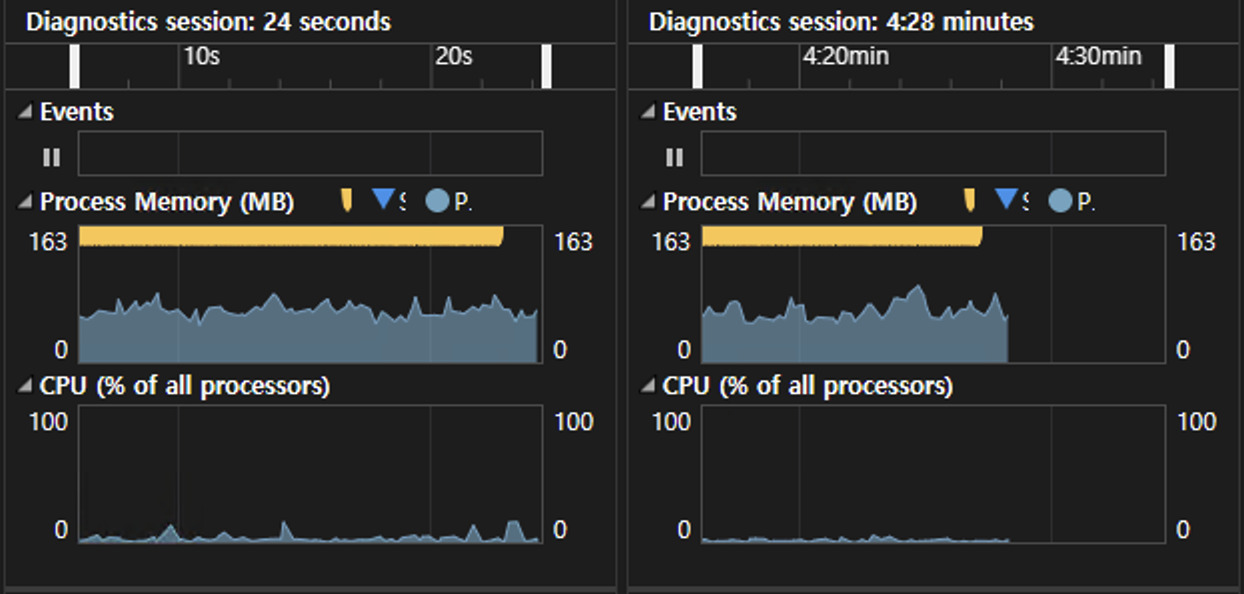 Diagnostics session: 24 seconds
10s 20s
Events
Process Memory (MB) P.
163 163
0 0
CPU (% of all processors)
100 100
0 0
Diagnostics session: 4:28 minutes
4:20min 4:30min
Events
Process Memory (MB) P.
163 163
0 0
CPU (% of all processors)
100 100
0 0